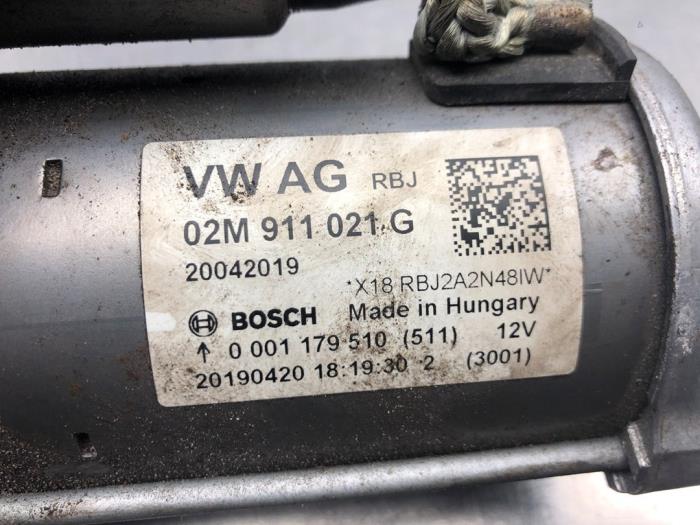 VW AG RBJ
02M 911 021 G
20042019
*X18 RBJ2A2N48IW*
BOSCH Made in Hungary
0 001 179 510 (511) 12V
20190420 18:19:30 2 (3001)